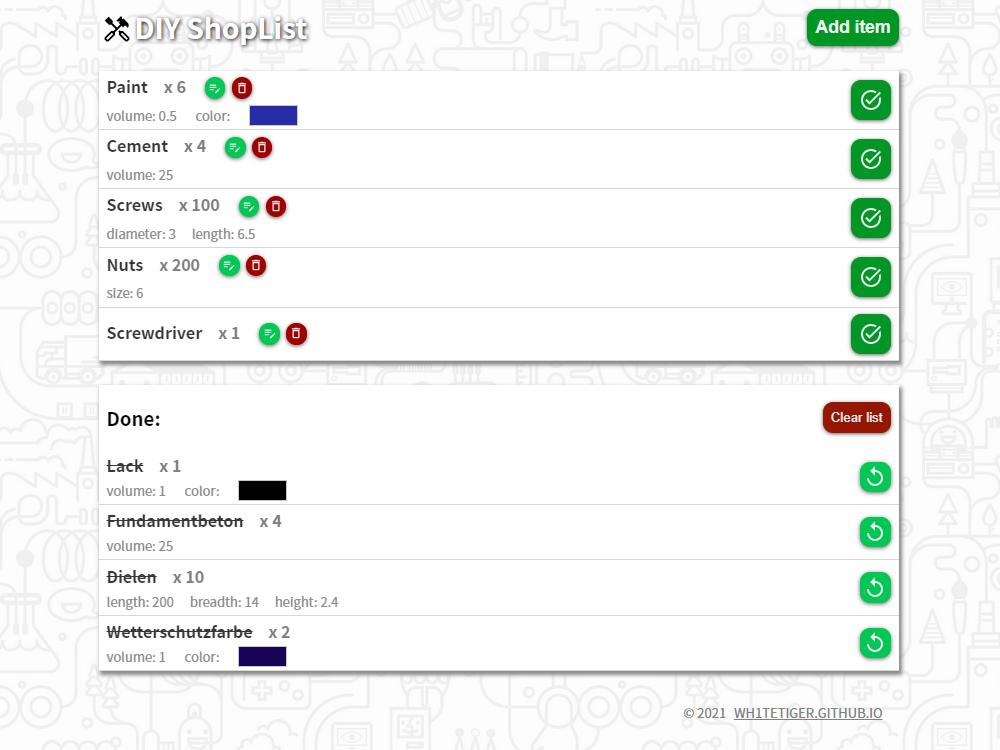 DIY ShopList
Add item
Paint x 6
volume: 0.5 color:
Cement x 4
volume: 25
Screws x 100
diameter: 3 length: 6.5
Nuts x 200
size: 6
Screwdriver x 1
Done:
Clear list
Lack x 1
volume: 1 color:
Fundamentbeton x 4
volume: 25
Dielen x 10
length: 200 breadth: 14 height: 2.4
Wetterschutzfarbe x 2
volume: 1 color:
© 2021 WH1TETIGER.GITHUB.IO